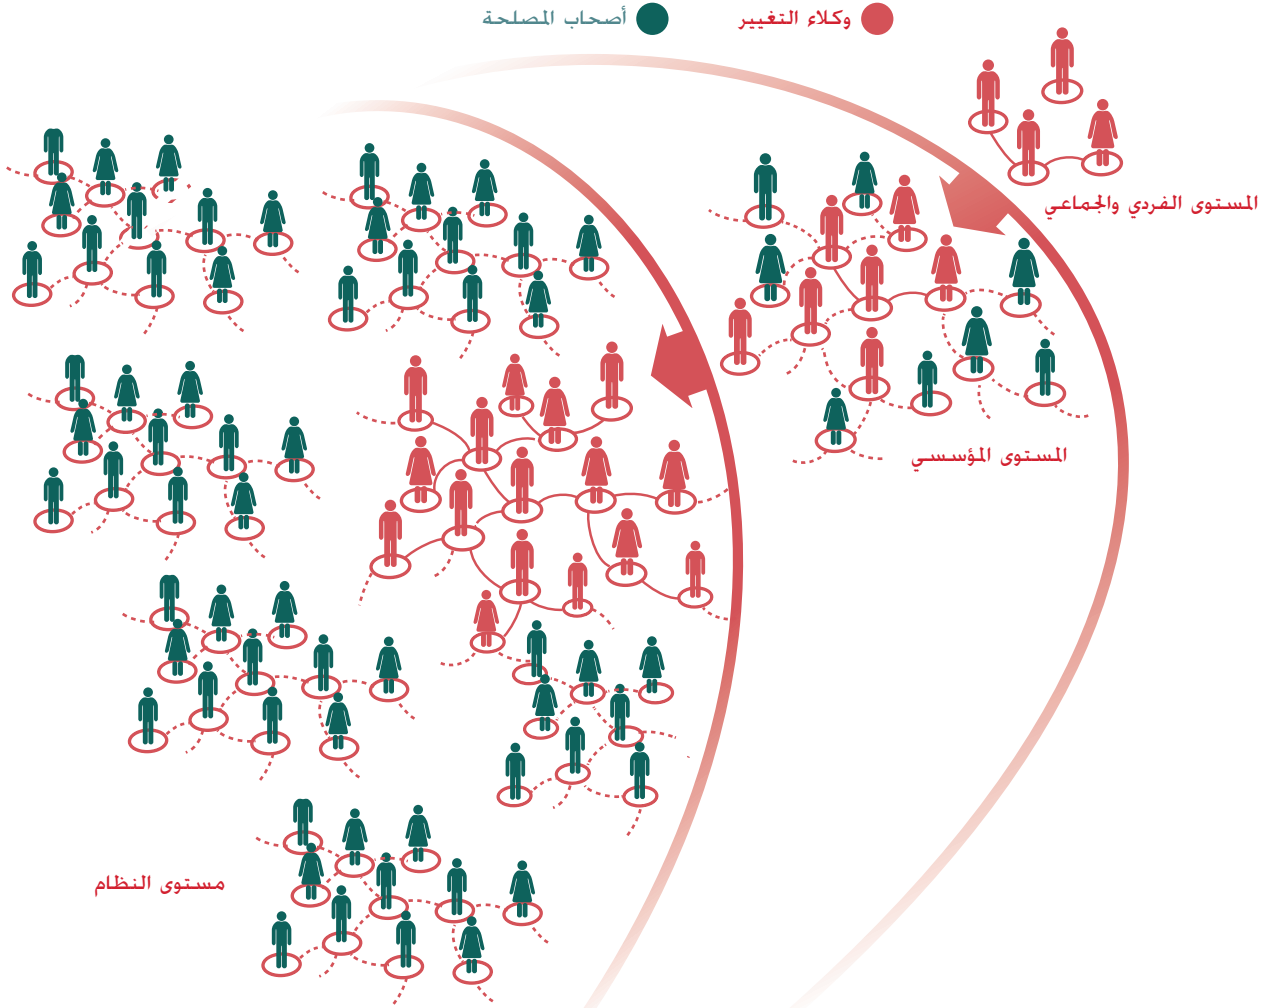 وكلاء التغيير
أصحاب المصلحة
المستوى الفردي والجماعي
المستوى المؤسسي
مستوى النظام